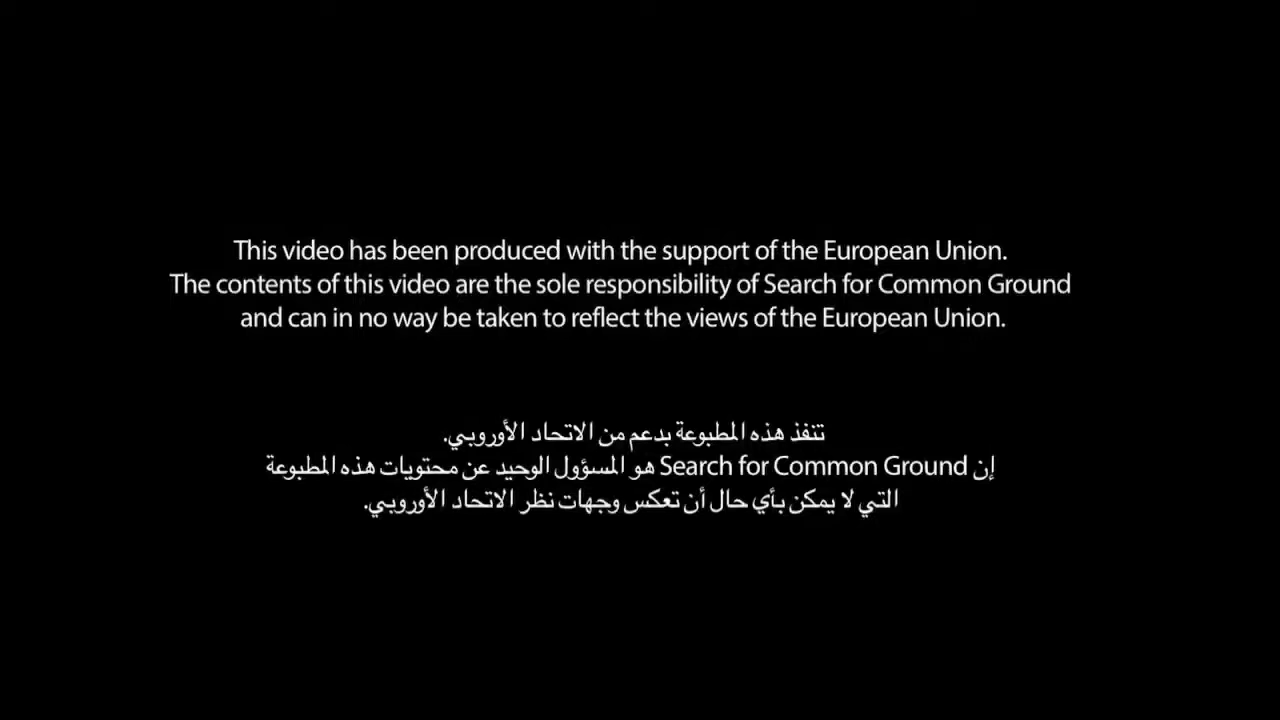 This video has been produced with the support of the European Union.
The contents of this video are the sole responsibility of Search for Common Ground
and can in no way be taken to reflect the views of the European Union.
تنفذ هذه المطبوعة بدعم من الاتحاد الأوروبي.
إن Search for Common Ground هو المسؤول الوحيد عن محتويات هذه المطبوعة
التي لا يمكن بأي حال أن تعكس وجهات نظر الاتحاد الأوروبي.